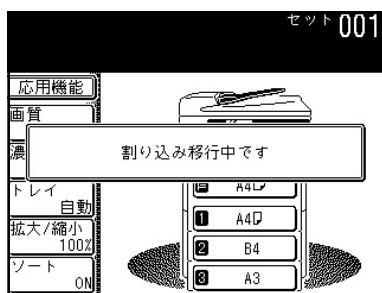 セット 001
応用機能
画質
濃
割り込み移行中です
トレイ
自動
拡大/縮小
100%
ソート
ON
A4
1 A4
2 B4
3 A3